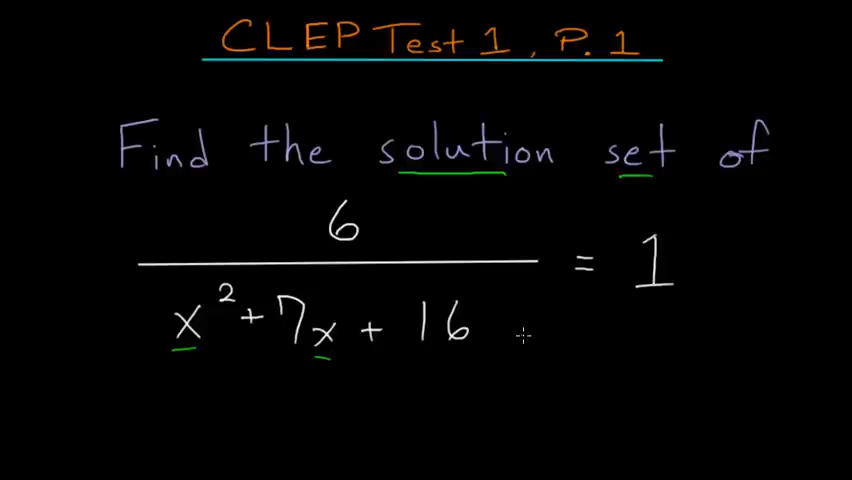 CLEP Test 1, P. 1
Find the solution set of
6
= 1
x² + 7x + 16